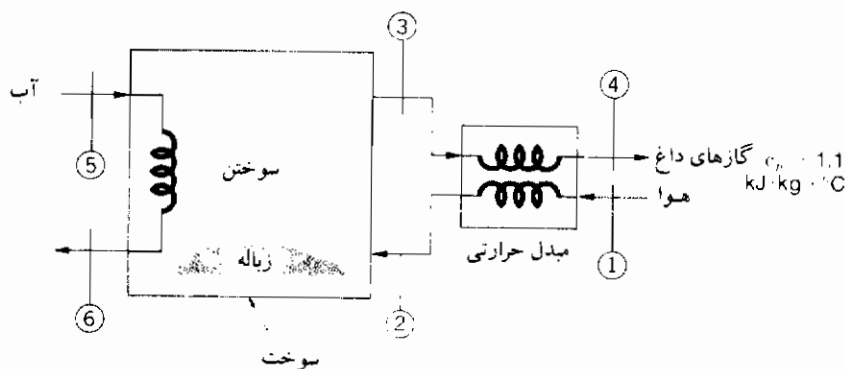 ③
آب
④
⑤
سوختن
گازهای داغ 1.1
kJ·kg·°C
هوا
زباله
مبدل حرارتی
①
⑥
②
سوخت